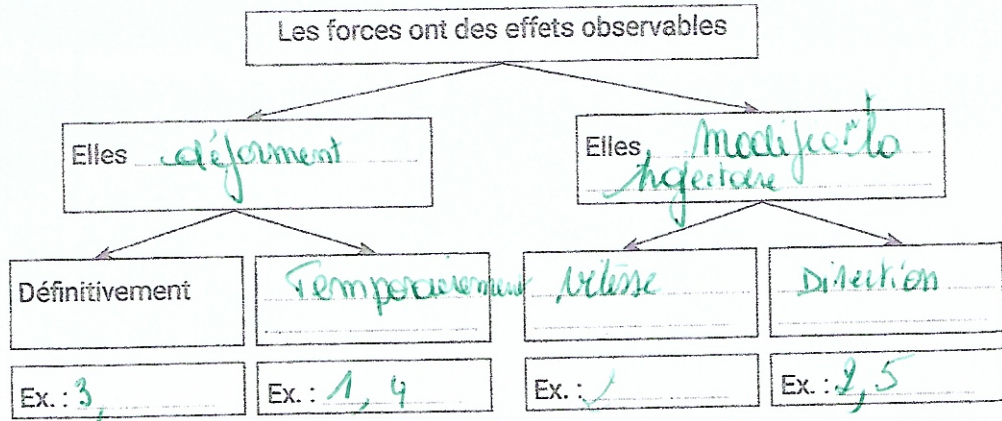 Les forces ont des effets observables
Elles déforment
Elles modifient la
trajectoire
Définitivement
Temporairement
Vitesse
Direction
Ex. : 3,
Ex. : 1, 4
Ex. :
Ex. : 2, 5